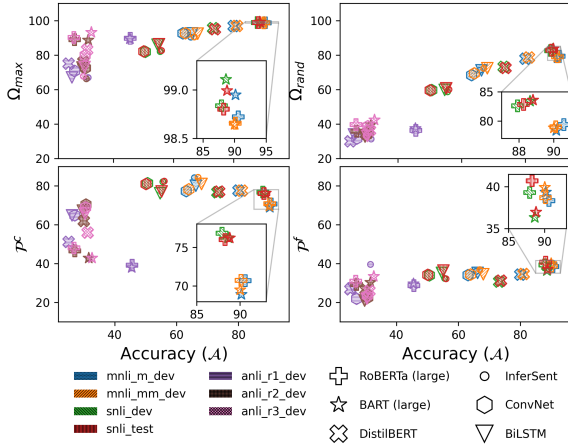 100
80
60
40
20
Ω_max
99.0
98.5
85 90 95
100
80
60
40
20
Ω_rand
85
80
88 90
80
60
40
20
𝒫^c
75
70
85 90
40 60 80
Accuracy (𝒜)
80
60
40
20
𝒫^f
40
35
85 90
40 60 80
Accuracy (𝒜)
mnli_m_dev
mnli_mm_dev
snli_dev
snli_test
anli_r1_dev
anli_r2_dev
anli_r3_dev
RoBERTa (large)
BART (large)
DistilBERT
InferSent
ConvNet
BiLSTM